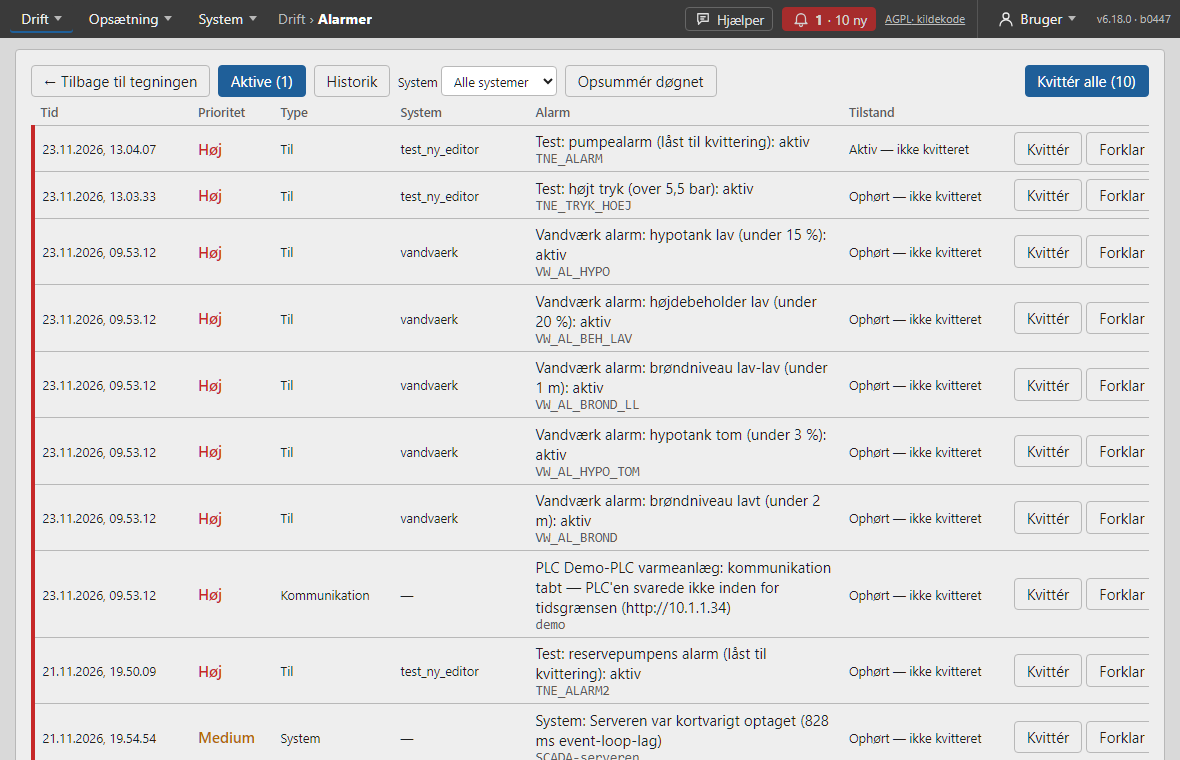 Drift Opsætning System Drift › Alarmer Hjælper 1 · 10 ny AGPL· kildekode Bruger v6.18.0 · b0447
← Tilbage til tegningen Aktive (1) Historik System Alle systemer Opsummér døgnet Kvittér alle (10)
Tid Prioritet Type System Alarm Tilstand
23.11.2026, 13.04.07 Høj Til test_ny_editor Test: pumpealarm (låst til kvittering): aktiv Aktiv — ikke kvitteret Kvittér Forklar
TNE_ALARM
23.11.2026, 13.03.33 Høj Til test_ny_editor Test: højt tryk (over 5,5 bar): aktiv Ophørt — ikke kvitteret Kvittér Forklar
TNE_TRYK_HOEJ
23.11.2026, 09.53.12 Høj Til vandvaerk Vandværk alarm: hypotank lav (under 15 %): Ophørt — ikke kvitteret Kvittér Forklar
aktiv
VW_AL_HYPO
23.11.2026, 09.53.12 Høj Til vandvaerk Vandværk alarm: højdebeholder lav (under Ophørt — ikke kvitteret Kvittér Forklar
20 %): aktiv
VW_AL_BEH_LAV
23.11.2026, 09.53.12 Høj Til vandvaerk Vandværk alarm: brøndniveau lav-lav (under Ophørt — ikke kvitteret Kvittér Forklar
1 m): aktiv
VW_AL_BROND_LL
23.11.2026, 09.53.12 Høj Til vandvaerk Vandværk alarm: hypotank tom (under 3 %): Ophørt — ikke kvitteret Kvittér Forklar
aktiv
VW_AL_HYPO_TOM
23.11.2026, 09.53.12 Høj Til vandvaerk Vandværk alarm: brøndniveau lavt (under 2 Ophørt — ikke kvitteret Kvittér Forklar
m): aktiv
VW_AL_BROND
23.11.2026, 09.53.12 Høj Kommunikation — PLC Demo-PLC varmeanlæg: kommunikation Ophørt — ikke kvitteret Kvittér Forklar
tabt — PLC'en svarede ikke inden for
tidsgrænsen (http://10.1.1.34)
demo
21.11.2026, 19.50.09 Høj Til test_ny_editor Test: reservepumpens alarm (låst til Ophørt — ikke kvitteret Kvittér Forklar
kvittering): aktiv
TNE_ALARM2
21.11.2026, 19.54.54 Medium System — System: Serveren var kortvarigt optaget (828 Ophørt — ikke kvitteret Kvittér Forklar
ms event-loop-lag)
SCADA-serveren